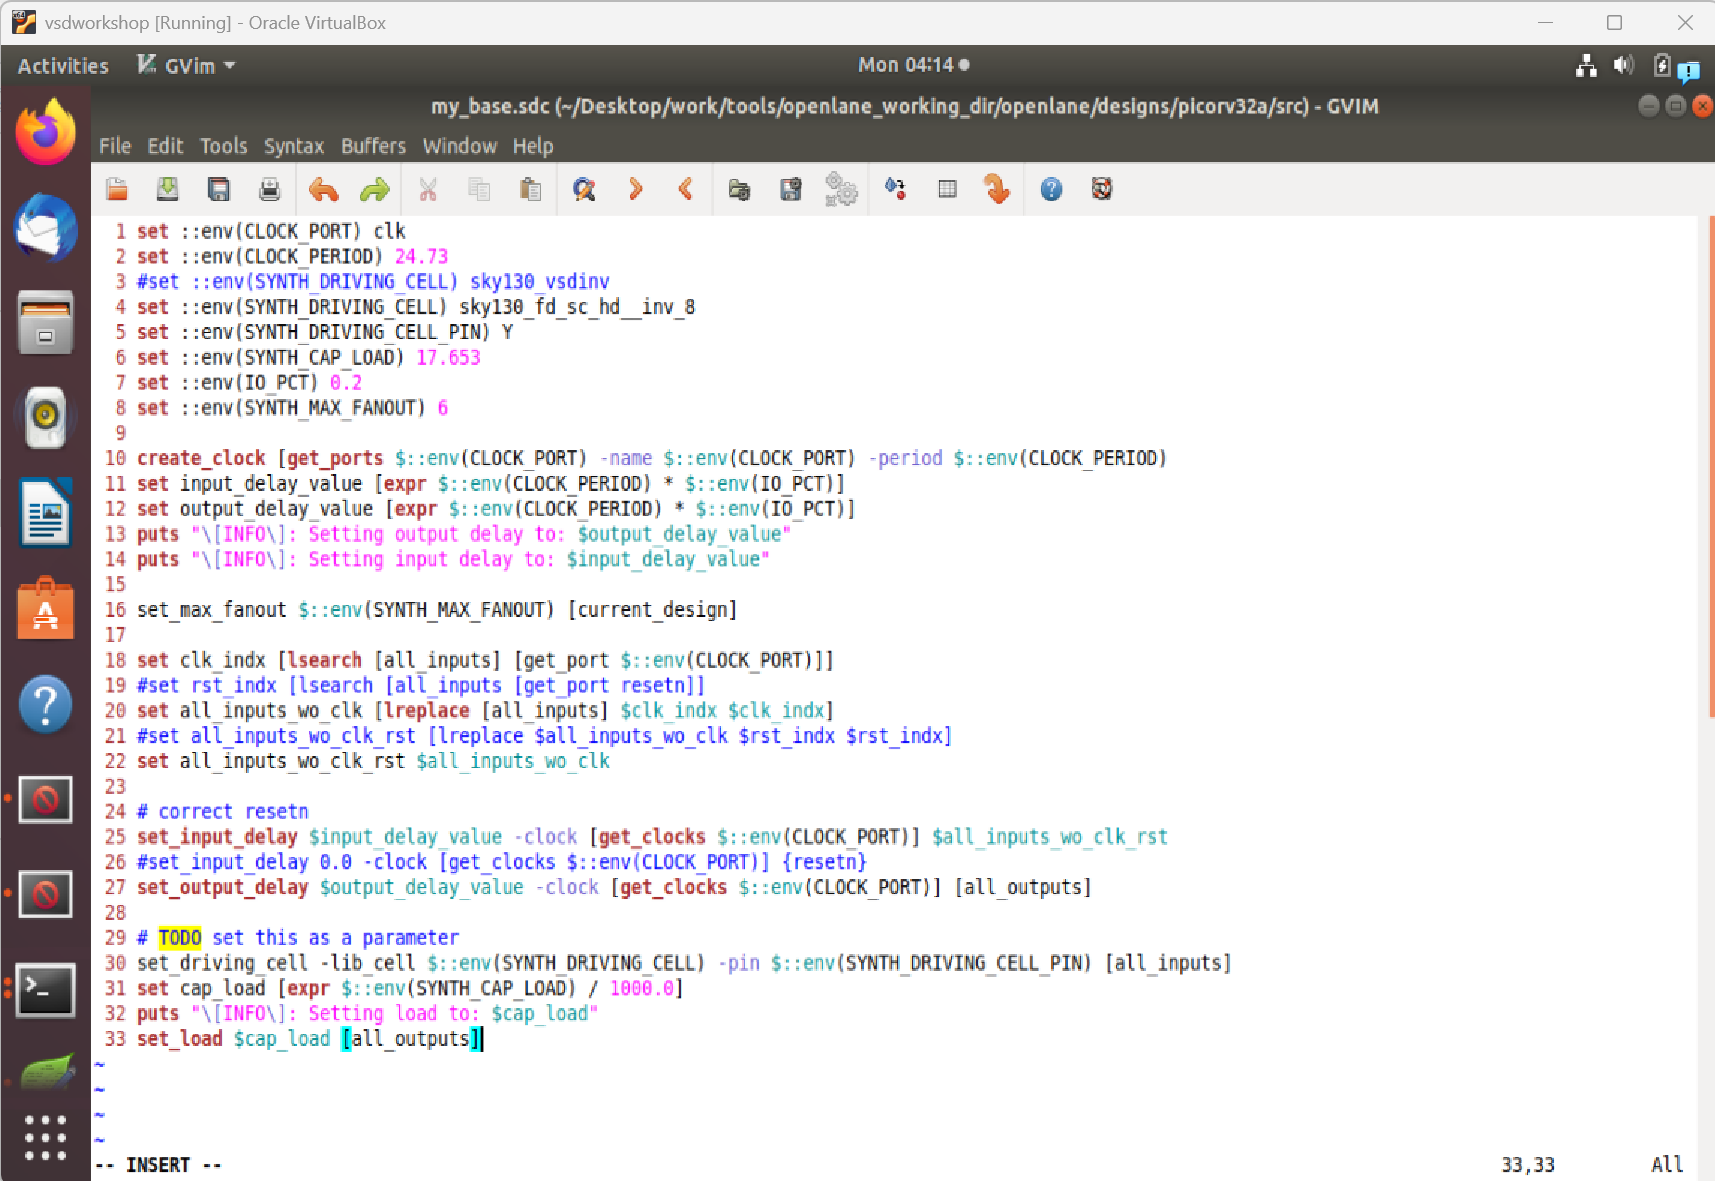 vsdworkshop [Running] - Oracle VirtualBox
Activities GVim Mon 04:14
my_base.sdc (~/Desktop/work/tools/openlane_working_dir/openlane/designs/picorv32a/src) - GVIM
File Edit Tools Syntax Buffers Window Help
1 set ::env(CLOCK_PORT) clk
2 set ::env(CLOCK_PERIOD) 24.73
3 #set ::env(SYNTH_DRIVING_CELL) sky130_vsdinv
4 set ::env(SYNTH_DRIVING_CELL) sky130_fd_sc_hd__inv_8
5 set ::env(SYNTH_DRIVING_CELL_PIN) Y
6 set ::env(SYNTH_CAP_LOAD) 17.653
7 set ::env(IO_PCT) 0.2
8 set ::env(SYNTH_MAX_FANOUT) 6
9
10 create_clock [get_ports $::env(CLOCK_PORT) -name $::env(CLOCK_PORT) -period $::env(CLOCK_PERIOD)
11 set input_delay_value [expr $::env(CLOCK_PERIOD) * $::env(IO_PCT)]
12 set output_delay_value [expr $::env(CLOCK_PERIOD) * $::env(IO_PCT)]
13 puts "\[INFO\]: Setting output delay to: $output_delay_value"
14 puts "\[INFO\]: Setting input delay to: $input_delay_value"
15
16 set_max_fanout $::env(SYNTH_MAX_FANOUT) [current_design]
17
18 set clk_indx [lsearch [all_inputs] [get_port $::env(CLOCK_PORT)]]
19 #set rst_indx [lsearch [all_inputs [get_port resetn]]
20 set all_inputs_wo_clk [lreplace [all_inputs] $clk_indx $clk_indx]
21 #set all_inputs_wo_clk_rst [lreplace $all_inputs_wo_clk $rst_indx $rst_indx]
22 set all_inputs_wo_clk_rst $all_inputs_wo_clk
23
24 # correct resetn
25 set_input_delay $input_delay_value -clock [get_clocks $::env(CLOCK_PORT)] $all_inputs_wo_clk_rst
26 #set_input_delay 0.0 -clock [get_clocks $::env(CLOCK_PORT)] {resetn}
27 set_output_delay $output_delay_value -clock [get_clocks $::env(CLOCK_PORT)] [all_outputs]
28
29 # TODO set this as a parameter
30 set_driving_cell -lib_cell $::env(SYNTH_DRIVING_CELL) -pin $::env(SYNTH_DRIVING_CELL_PIN) [all_inputs]
31 set cap_load [expr $::env(SYNTH_CAP_LOAD) / 1000.0]
32 puts "\[INFO\]: Setting load to: $cap_load"
33 set_load $cap_load [all_outputs]
~
~
~
~
-- INSERT -- 33,33 All